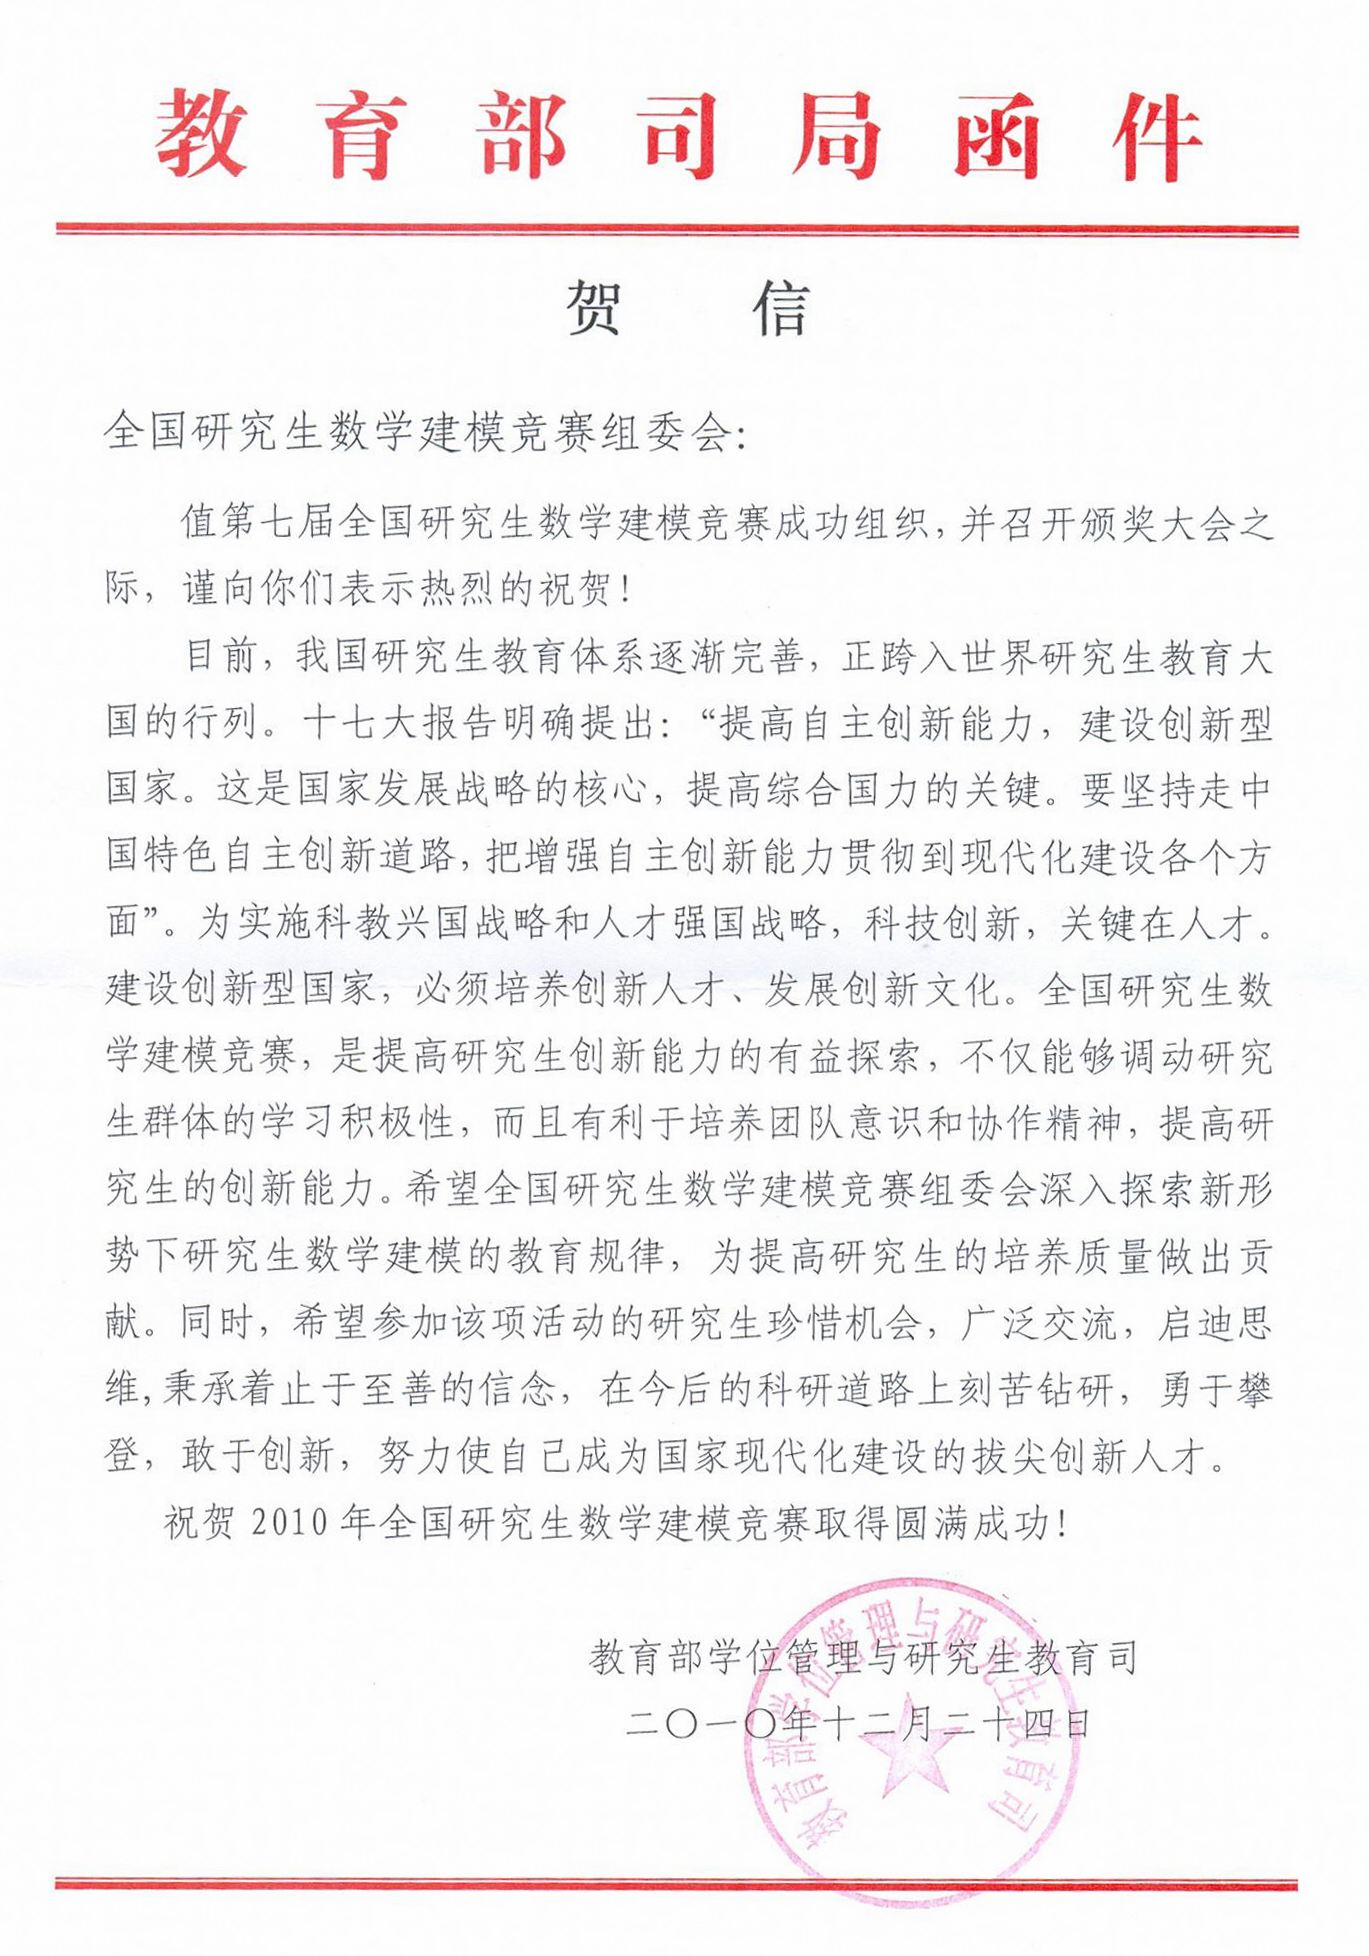 教育部司局函件
贺 信
全国研究生数学建模竞赛组委会：
值第七届全国研究生数学建模竞赛成功组织，并召开颁奖大会之
际，谨向你们表示热烈的祝贺！
目前，我国研究生教育体系逐渐完善，正跨入世界研究生教育大
国的行列。十七大报告明确提出：“提高自主创新能力，建设创新型
国家。这是国家发展战略的核心，提高综合国力的关键。要坚持走中
国特色自主创新道路，把增强自主创新能力贯彻到现代化建设各个方
面”。为实施科教兴国战略和人才强国战略，科技创新，关键在人才。
建设创新型国家，必须培养创新人才、发展创新文化。全国研究生数
学建模竞赛，是提高研究生创新能力的有益探索，不仅能够调动研究
生群体的学习积极性，而且有利于培养团队意识和协作精神，提高研
究生的创新能力。希望全国研究生数学建模竞赛组委会深入探索新形
势下研究生数学建模的教育规律，为提高研究生的培养质量做出贡
献。同时，希望参加该项活动的研究生珍惜机会，广泛交流，启迪思
维，秉承着止于至善的信念，在今后的科研道路上刻苦钻研，勇于攀
登，敢于创新，努力使自己成为国家现代化建设的拔尖创新人才。
祝贺 2010 年全国研究生数学建模竞赛取得圆满成功！
教育部学位管理与研究生教育司
二〇一〇年十二月二十四日
教育部学位管理与研究生教育司